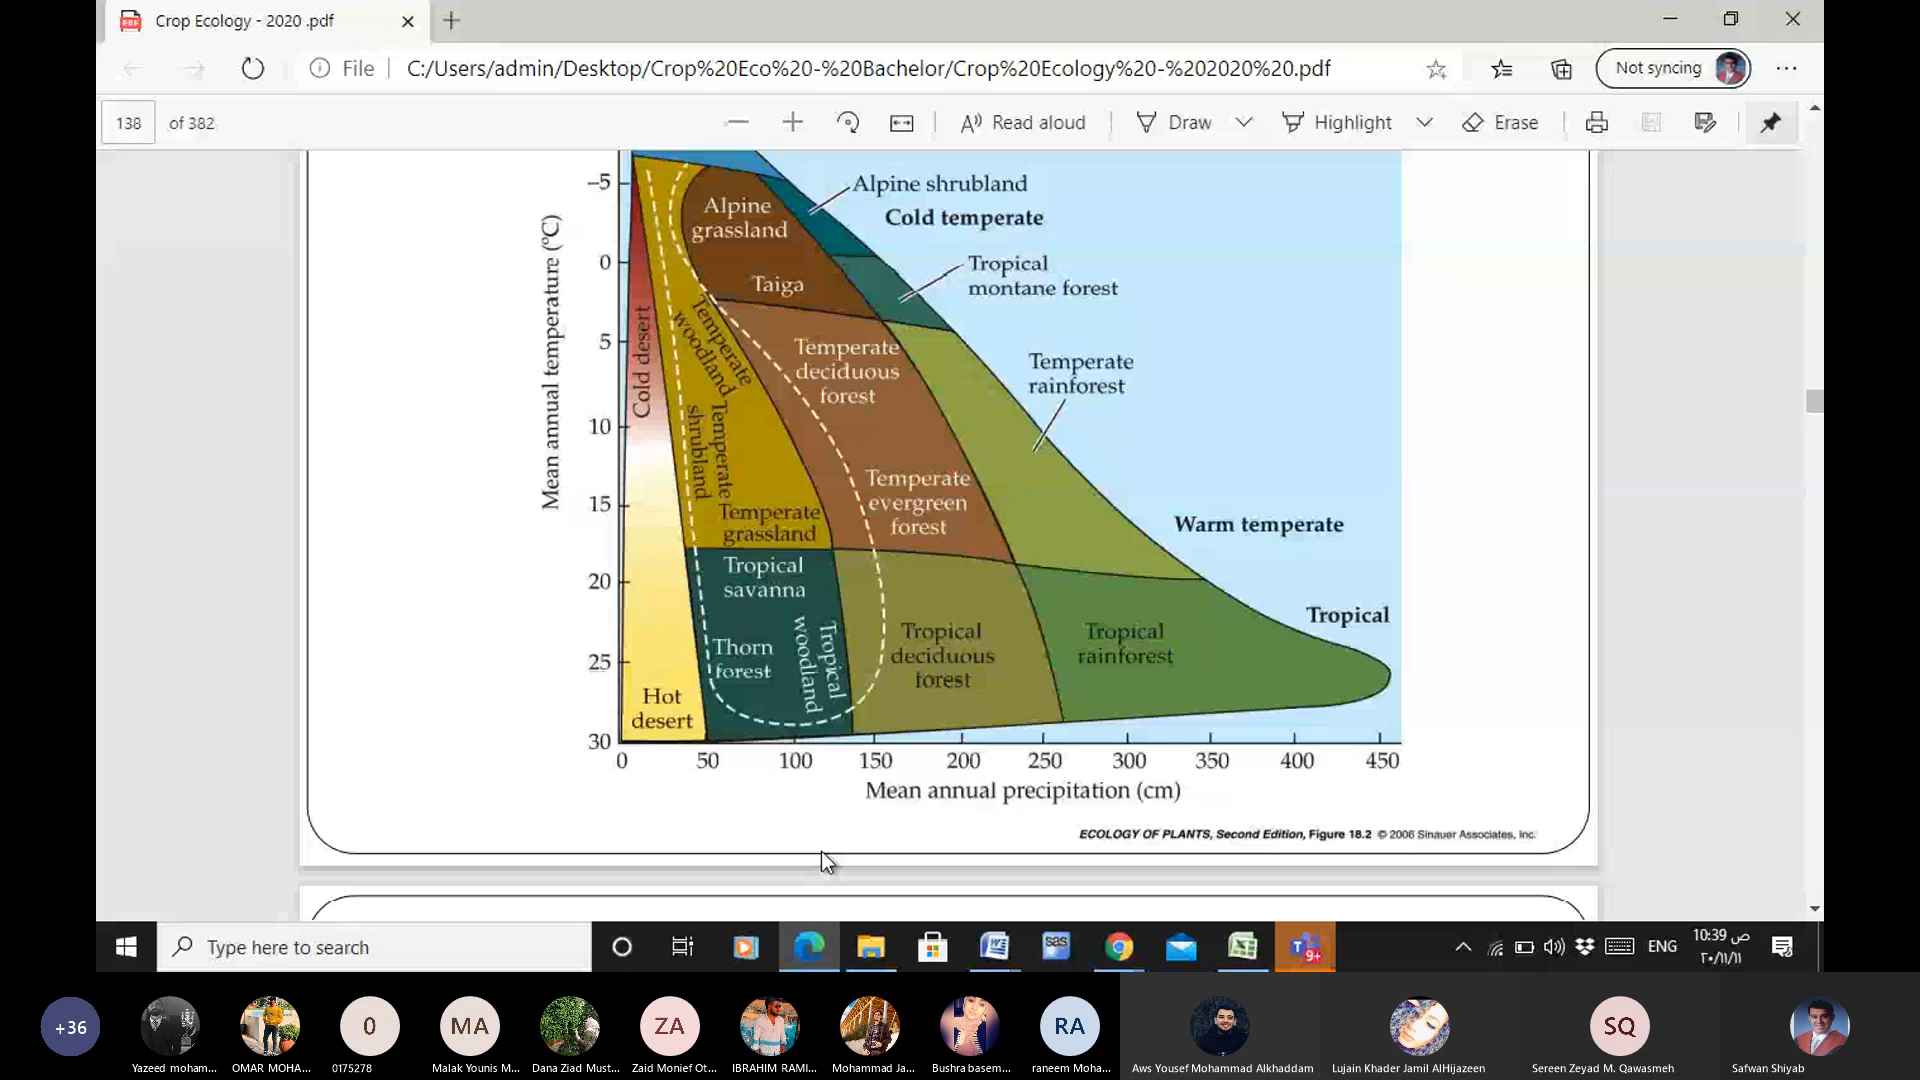 Crop Ecology - 2020 .pdf
File
C:/Users/admin/Desktop/Crop%20Eco%20-%20Bachelor/Crop%20Ecology%20-%202020%20.pdf
Not syncing
138
of 382
Read aloud
Draw
Highlight
Erase
Mean annual temperature (°C)
–5
0
5
10
15
20
25
30
Alpine shrubland
Cold temperate
Alpine
grassland
Tropical
montane forest
Taiga
Cold desert
Temperate
woodland
Temperate
deciduous
forest
Temperate
rainforest
Temperate
shrubland
Temperate
evergreen
forest
Temperate
grassland
Warm temperate
Tropical
savanna
Tropical
Thorn
forest
Tropical
woodland
Tropical
deciduous
forest
Tropical
rainforest
Hot
desert
0 50 100 150 200 250 300 350 400 450
Mean annual precipitation (cm)
ECOLOGY OF PLANTS, Second Edition, Figure 18.2 © 2006 Sinauer Associates, Inc.
Type here to search
sas
9+
ENG
10:39 ص
٢٠/١١/١١
+36
0
MA
ZA
RA
SQ
Yazeed moham...
OMAR MOHA...
0175278
Malak Younis M...
Dana Ziad Must...
Zaid Monief Ot...
IBRAHIM RAMI...
Mohammad Ja...
Bushra basem...
raneem Moha...
Aws Yousef Mohammad Alkhaddam
Lujain Khader Jamil AlHijazeen
Sereen Zeyad M. Qawasmeh
Safwan Shiyab